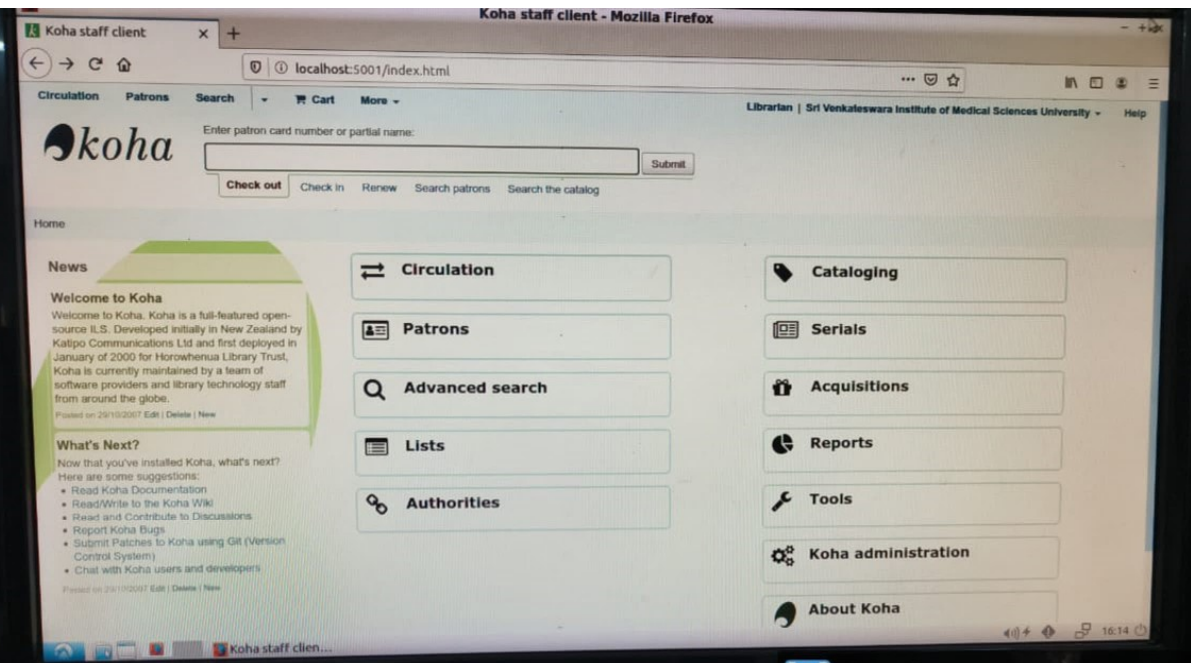 Koha staff client - Mozilla Firefox
Koha staff client
localhost:5001/index.html
Circulation Patrons Search Cart More
Librarian | Sri Venkateswara Institute of Medical Sciences University Help
koha
Enter patron card number or partial name:
Submit
Check out Check in Renew Search patrons Search the catalog
Home
News
Welcome to Koha
Welcome to Koha. Koha is a full-featured open-
source ILS. Developed initially in New Zealand by
Katipo Communications Ltd and first deployed in
January of 2000 for Horowhenua Library Trust,
Koha is currently maintained by a team of
software providers and library technology staff
from around the globe.
Posted on 29/10/2007 Edit | Delete | New
What's Next?
Now that you've installed Koha, what's next?
Here are some suggestions:
Read Koha Documentation
Read/Write to the Koha Wiki
Read and Contribute to Discussions
Report Koha Bugs
Submit Patches to Koha using Git (Version
Control System)
Chat with Koha users and developers
Posted on 29/10/2007 Edit | Delete | New
Circulation
Patrons
Advanced search
Lists
Authorities
Cataloging
Serials
Acquisitions
Reports
Tools
Koha administration
About Koha
Koha staff clien...
16:14